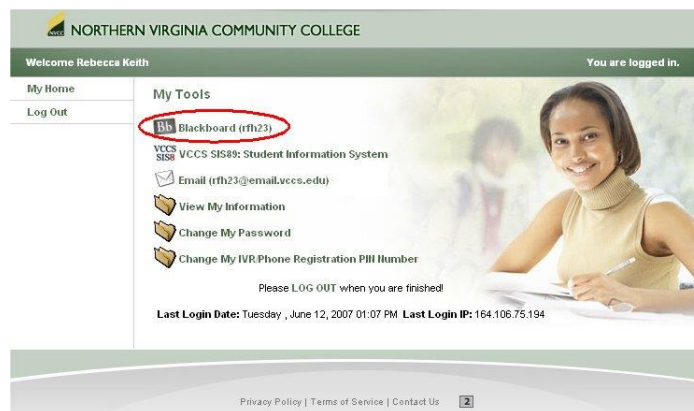 NVCC NORTHERN VIRGINIA COMMUNITY COLLEGE
Welcome Rebecca Keith You are logged in.
My Home
Log Out
My Tools
Bb Blackboard (rfh23)
VCCS SIS8 VCCS SIS89: Student Information System
Email (rfh23@email.vccs.edu)
View My Information
Change My Password
Change My IVR/Phone Registration PIN Number
Please LOG OUT when you are finished!
Last Login Date: Tuesday , June 12, 2007 01:07 PM Last Login IP: 164.106.75.194
Privacy Policy | Terms of Service | Contact Us 2